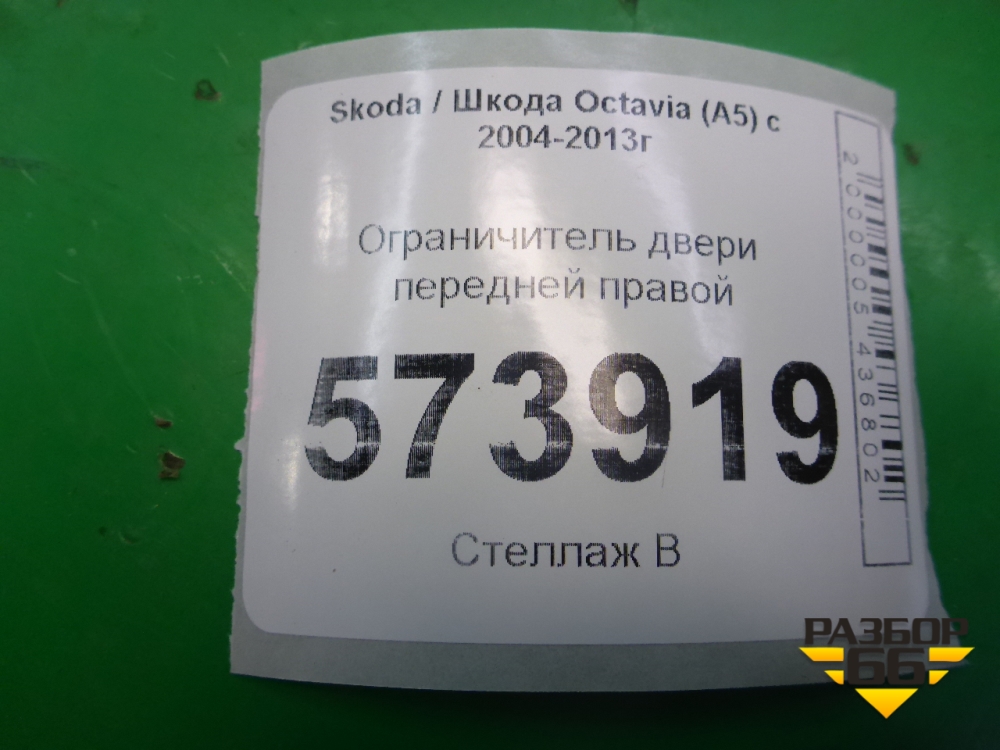 Skoda / Шкода Octavia (A5) с
2004-2013г
Ограничитель двери
передней правой
573919
Стеллаж В
2000005436802
РАЗБОР
66